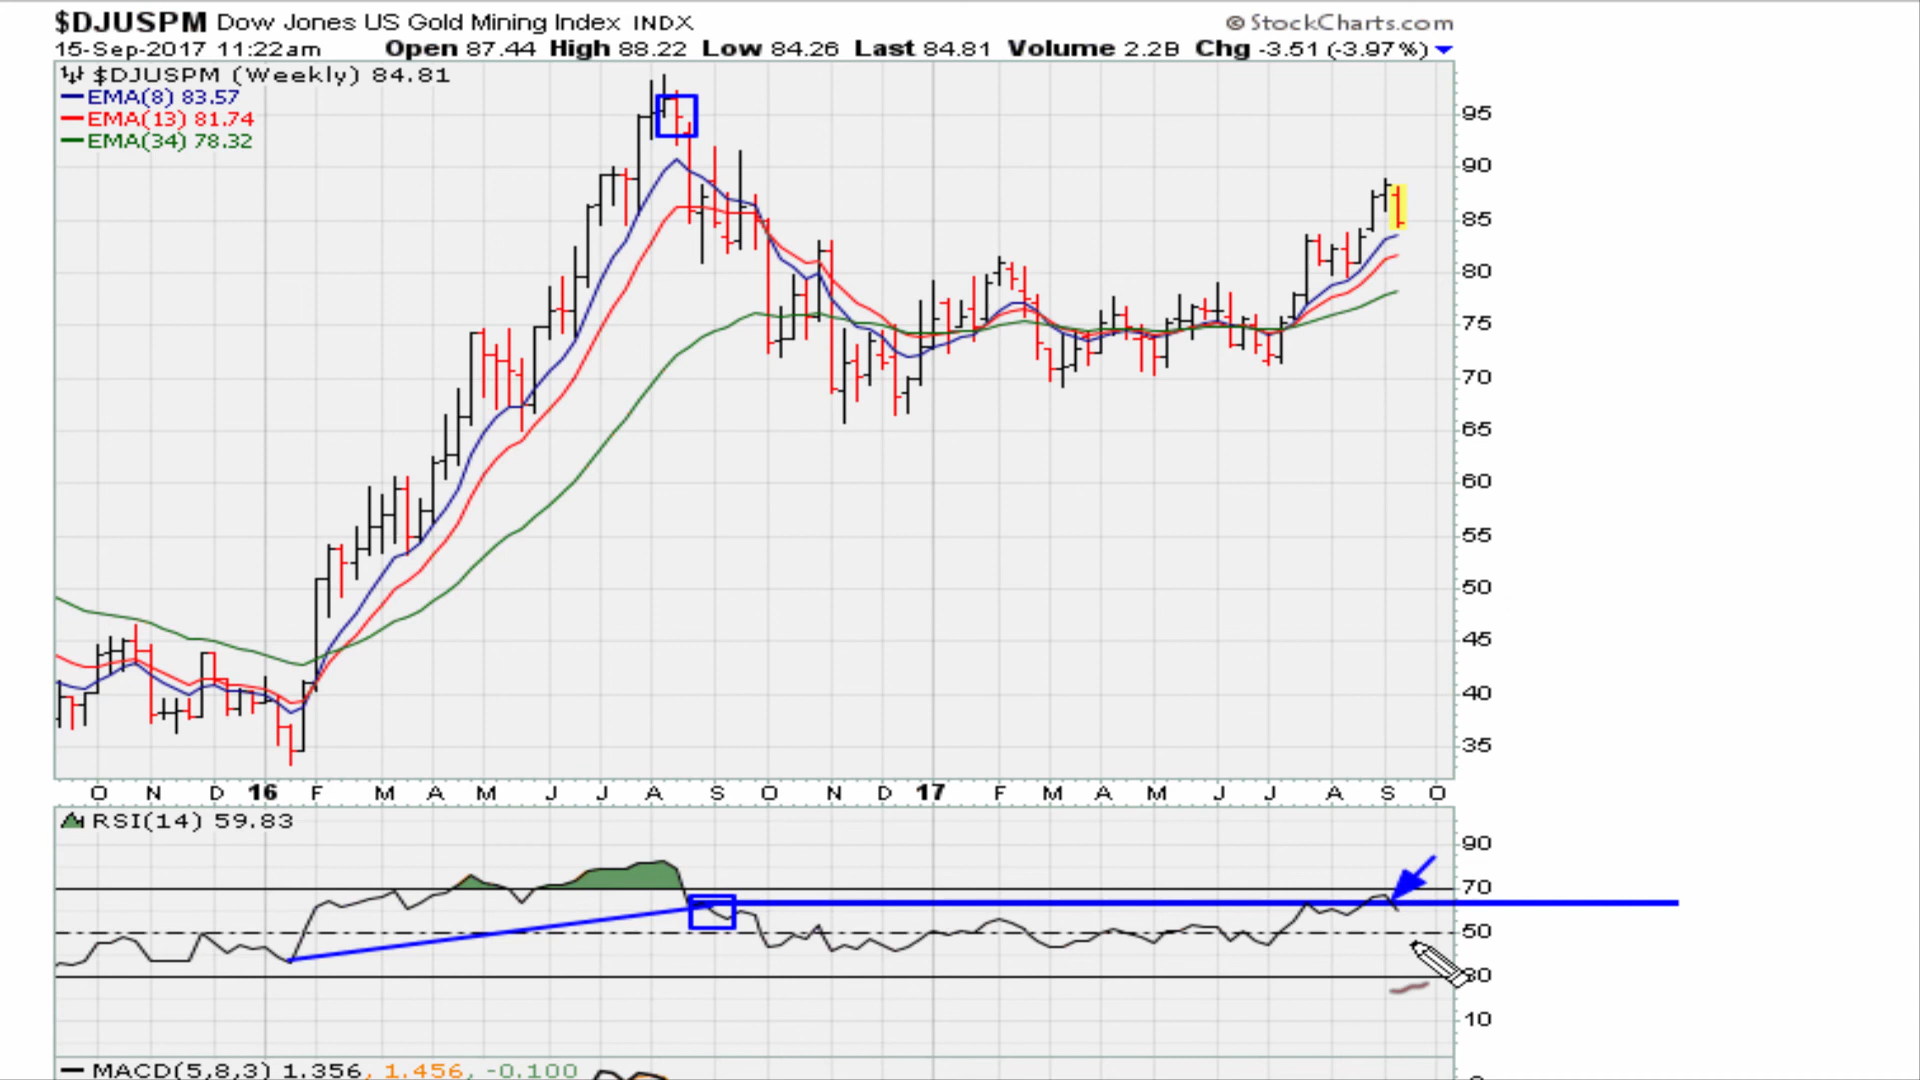 $DJUSPM Dow Jones US Gold Mining Index INDX © StockCharts.com
15-Sep-2017 11:22am Open 87.44 High 88.22 Low 84.26 Last 84.81 Volume 2.2B Chg -3.51 (-3.97%)
$DJUSPM (Weekly) 84.81
EMA(8) 83.57
EMA(13) 81.74
EMA(34) 78.32
95
90
85
80
75
70
65
60
55
50
45
40
35
O N D 16 F M A M J J A S O N D 17 F M A M J J A S O
RSI(14) 59.83
90
70
50
30
10
MACD(5,8,3) 1.356, 1.456, -0.100